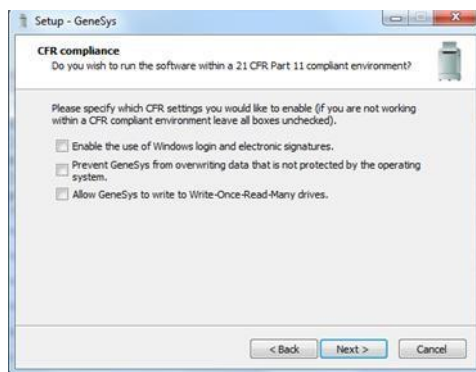 Setup - GeneSys
CFR compliance
Do you wish to run the software within a 21 CFR Part 11 compliant environment?
Please specify which CFR settings you would like to enable (if you are not working
within a CFR compliant environment leave all boxes unchecked).
Enable the use of Windows login and electronic signatures.
Prevent GeneSys from overwriting data that is not protected by the operating
system.
Allow GeneSys to write to Write-Once-Read-Many drives.
< Back Next > Cancel